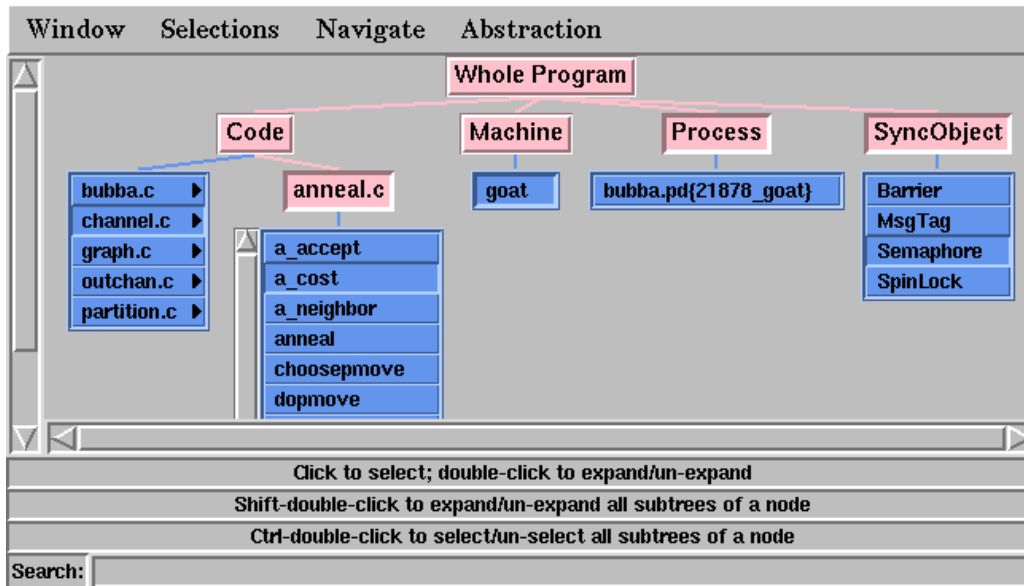 Window Selections Navigate Abstraction
Whole Program
Code Machine Process SyncObject
bubba.c
channel.c
graph.c
outchan.c
partition.c
anneal.c
a_accept
a_cost
a_neighbor
anneal
choosepmove
dopmove
goat
bubba.pd{21878_goat}
Barrier
MsgTag
Semaphore
SpinLock
Click to select; double-click to expand/un-expand
Shift-double-click to expand/un-expand all subtrees of a node
Ctrl-double-click to select/un-select all subtrees of a node
Search: